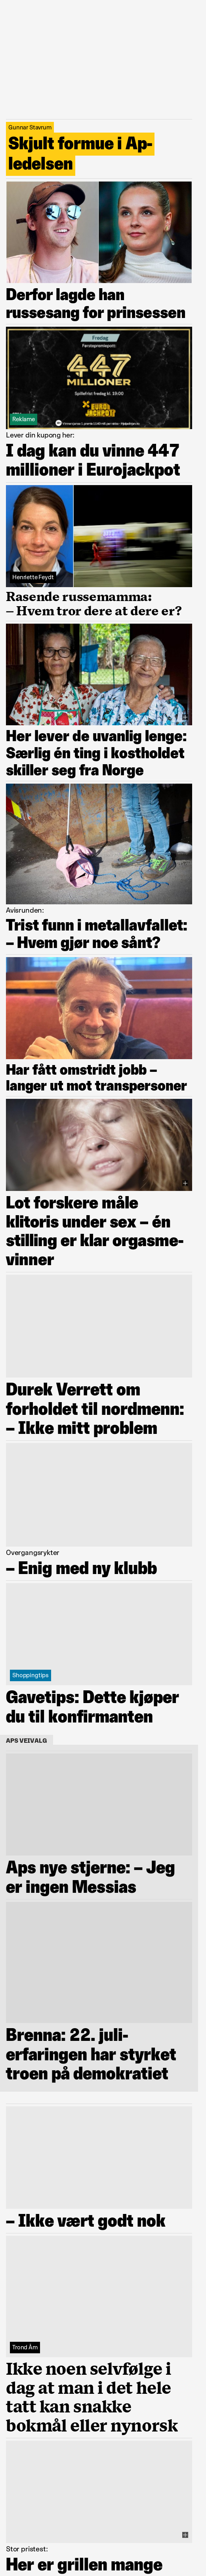 Gunnar Stavrum
Skjult formue i Ap-
ledelsen
Derfor lagde han
russesang for prinsessen
Fredag
Førsteprem­iepott:
447
MILLIONER
Spillefrist fredag kl. 19.00
EURO
JACKPOT
Reklame
Lever din kupong her:
I dag kan du vinne 447
millioner i Eurojackpot
Henriette Feydt
Rasende russemamma:
– Hvem tror dere at dere er?
Her lever de uvanlig lenge:
Særlig én ting i kostholdet
skiller seg fra Norge
Avisrunden:
Trist funn i metallavfallet:
– Hvem gjør noe sånt?
Har fått omstridt jobb –
langer ut mot transpersoner
Lot forskere måle
klitoris under sex – én
stilling er klar orgasme-
vinner
Durek Verrett om
forholdet til nordmenn:
– Ikke mitt problem
Overgangsrykter
– Enig med ny klubb
Shoppingtips
Gavetips: Dette kjøper
du til konfirmanten
APS VEIVALG
Aps nye stjerne: – Jeg
er ingen Messias
Brenna: 22. juli-
erfaringen har styrket
troen på demokratiet
– Ikke vært godt nok
Trond Åm
Ikke noen selvfølge i
dag at man i det hele
tatt kan snakke
bokmål eller nynorsk
Stor pristest:
Her er grillen mange